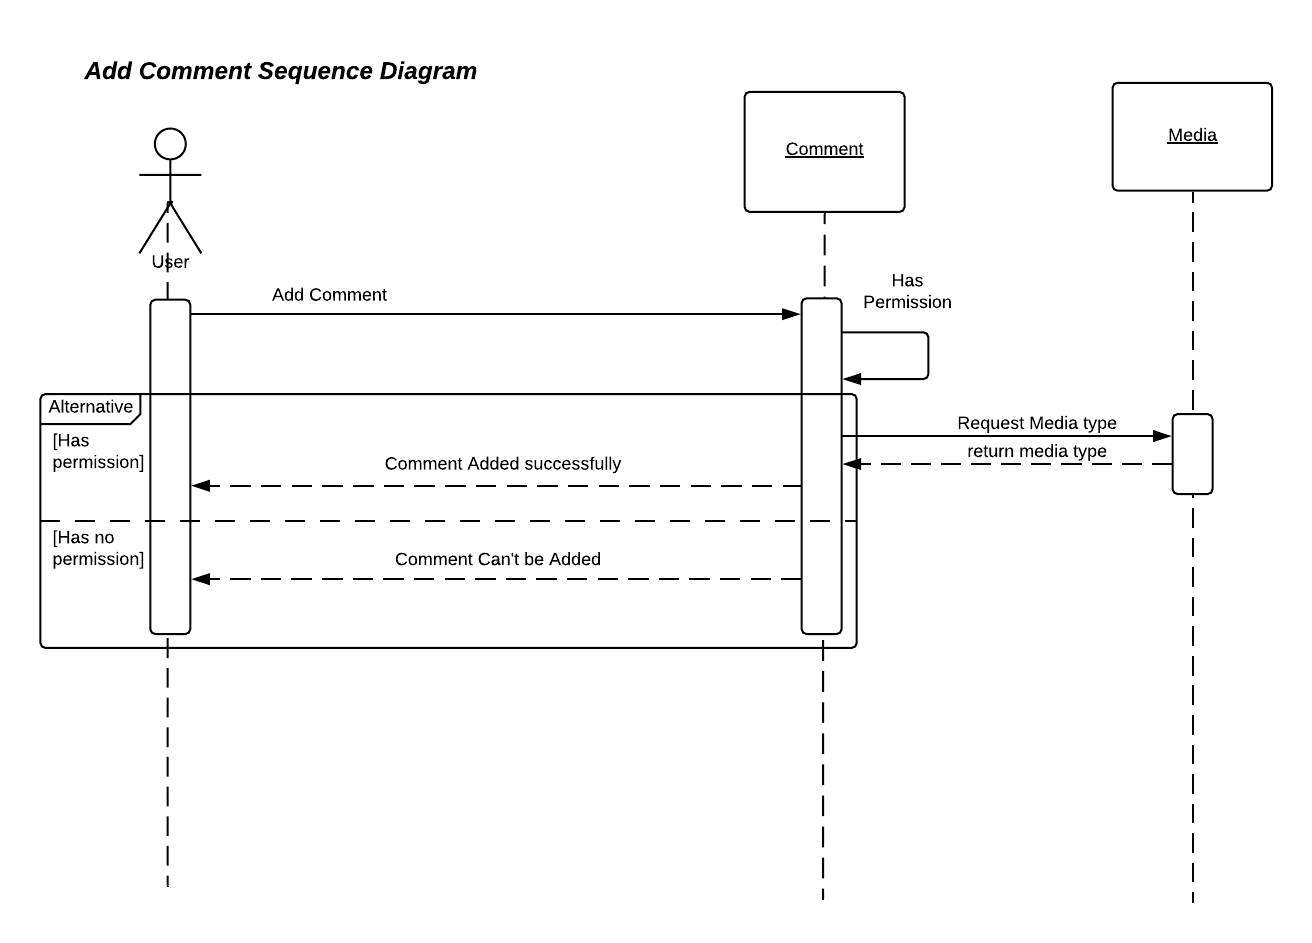 Add Comment Sequence Diagram
Media
Comment
User
Has
Permission
Add Comment
Alternative
[Has
permission]
Request Media type
return media type
Comment Added successfully
[Has no
permission]
Comment Can't be Added